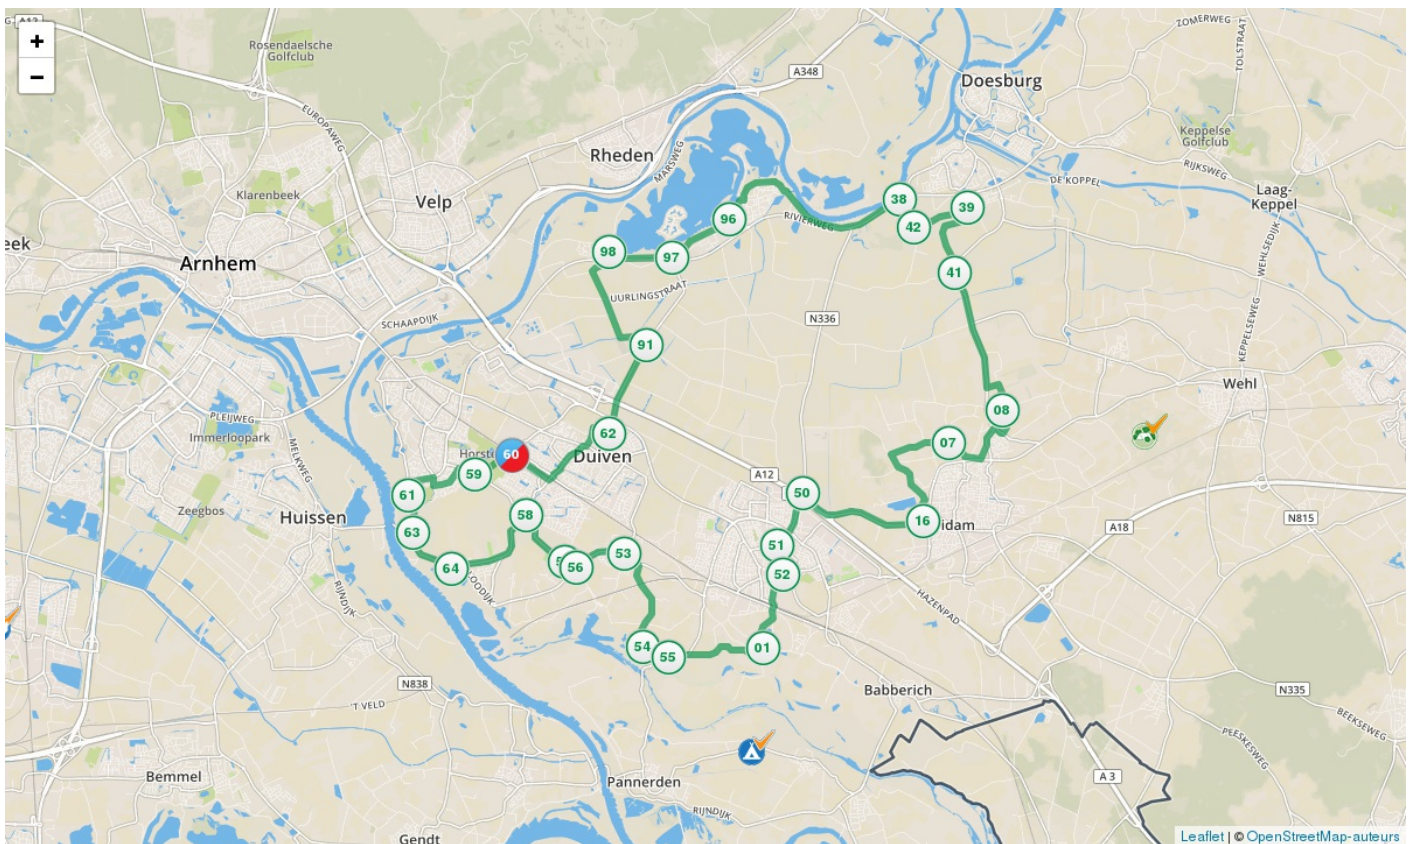 A12
+
−
Rosendaelsche
Golfclub
EUROPAWEG
A348
Doesburg
ZOMERWEG
TOLSTRAAT
Keppelse
Golfclub
RIJKSWEG
Laag-
Keppel
DE KOPPEL
WEHLSEDIJK
KEPPELSEWEG
Rheden
MARSWEG
Klarenbeek
Velp
eek
Arnhem
SCHAAPDIJK
96
RIVIERWEG
38
42
39
98
97
41
UURLINGSTRAAT
N336
91
Wehl
08
PLEIJWEG
Immerloopark
MELKWEG
62
07
Horste
60
Duiven
59
A12
50
61
Zeegbos
Huissen
58
16
idam
A18
N815
63
51
53
64
56
52
LOODIJK
RIJNDIJK
HAZENPAD
54
55
01
N838
Babberich
N335
'T VELD
BEEKSEWEG
PEESKESWEG
Bemmel
Pannerden
A 3
RIJNDIJK
Gendt
Leaflet | © OpenStreetMap-auteurs